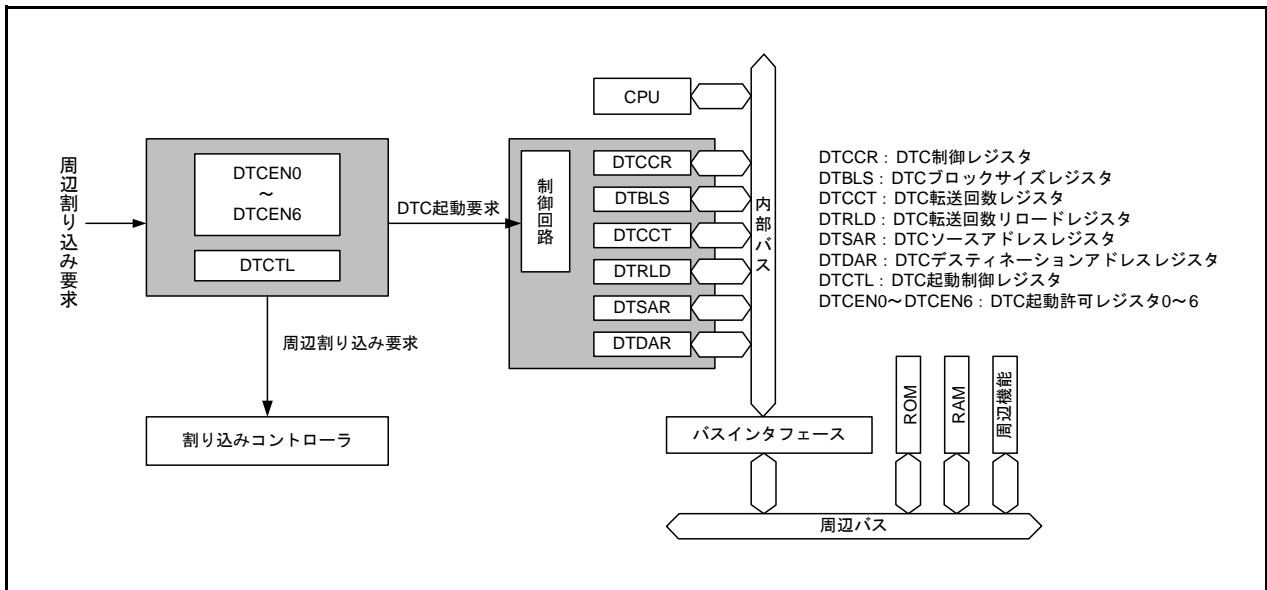 周辺割り込み要求
DTCEN0
～
DTCEN6
DTCTL
DTC起動要求
周辺割り込み要求
割り込みコントローラ
制御回路
CPU
DTCCR
DTBLS
DTCCT
DTRLD
DTSAR
DTDAR
内部バス
DTCCR：DTC制御レジスタ
DTBLS：DTCブロックサイズレジスタ
DTCCT：DTC転送回数レジスタ
DTRLD：DTC転送回数リロードレジスタ
DTSAR：DTCソースアドレスレジスタ
DTDAR：DTCデスティネーションアドレスレジスタ
DTCTL：DTC起動制御レジスタ
DTCEN0～DTCEN6：DTC起動許可レジスタ0～6
バスインタフェース
ROM
RAM
周辺機能
周辺バス